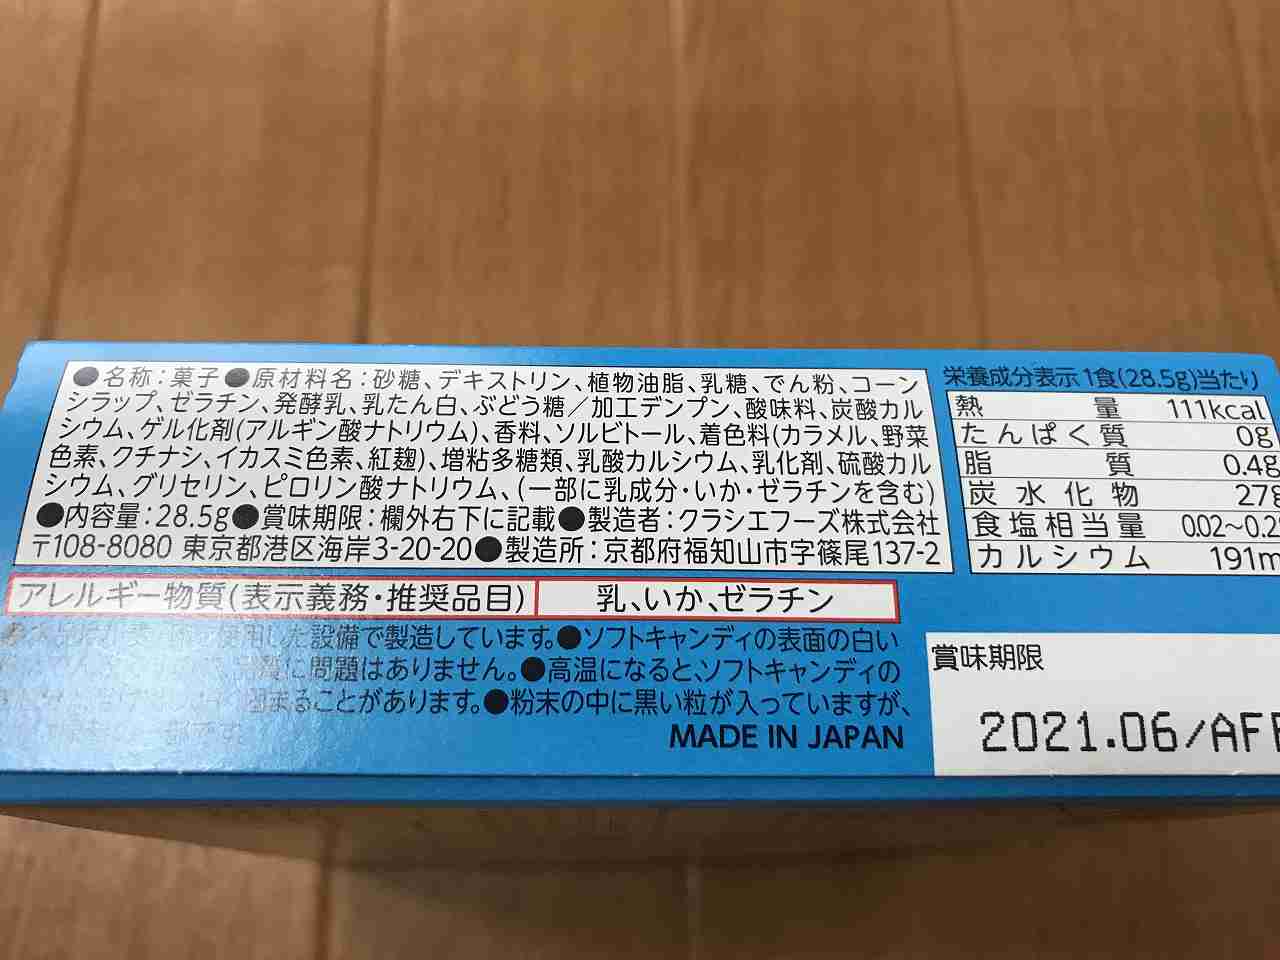 ●名称：菓子●原材料名：砂糖、デキストリン、植物油脂、乳糖、でん粉、コーン
シラップ、ゼラチン、発酵乳、乳たん白、ぶどう糖／加工デンプン、酸味料、炭酸カル
シウム、ゲル化剤(アルギン酸ナトリウム)、香料、ソルビトール、着色料(カラメル、野菜
色素、クチナシ、イカスミ色素、紅麹)、増粘多糖類、乳酸カルシウム、乳化剤、硫酸カル
シウム、グリセリン、ピロリン酸ナトリウム、(一部に乳成分・いか・ゼラチンを含む)
●内容量：28.5g●賞味期限：欄外右下に記載●製造者：クラシエフーズ株式会社
〒108-8080 東京都港区海岸3-20-20●製造所：京都府福知山市字篠尾137-2
アレルギー物質(表示義務・推奨品目) 乳、いか、ゼラチン
使用した設備で製造しています。●ソフトキャンディの表面の白い
問題はありません。●高温になると、ソフトキャンディの
固まることがあります。●粉末の中に黒い粒が入っていますが、
MADE IN JAPAN
栄養成分表示 1食(28.5g)当たり
熱量 111kcal
たんぱく質 0g
脂質 0.4g
炭水化物 27g
食塩相当量 0.02〜0.2
カルシウム 191m
賞味期限
2021.06/AF